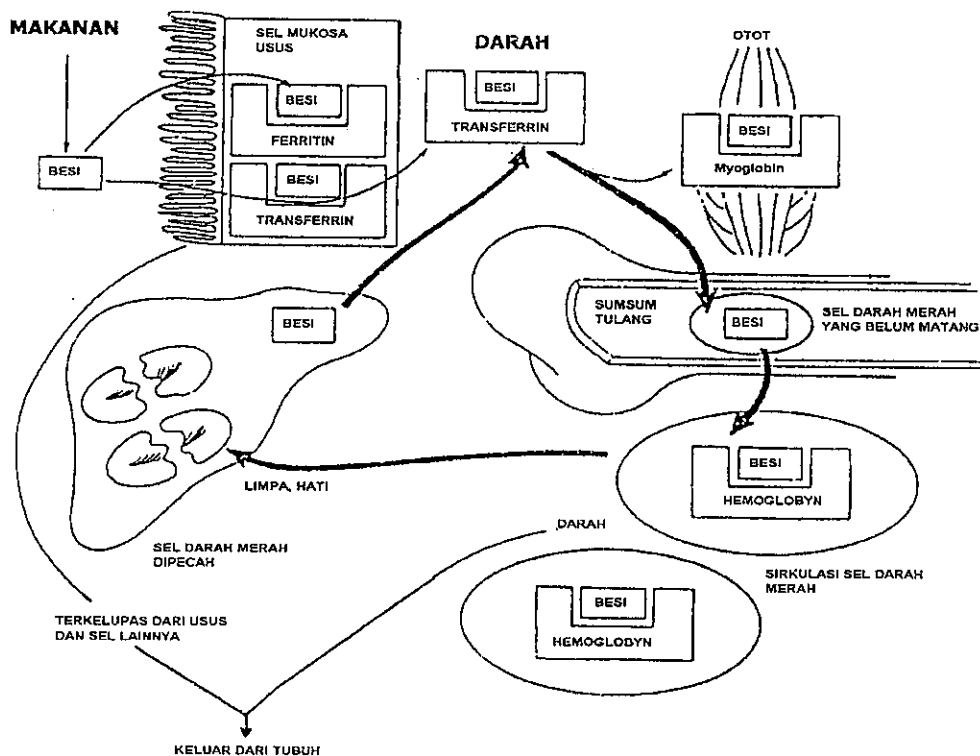 MAKANAN
BESI
SEL MUKOSA
USUS
BESI
FERRITIN
BESI
TRANSFERRIN
DARAH
BESI
TRANSFERRIN
OTOT
BESI
Myoglobin
SUMSUM
TULANG
BESI
SEL DARAH MERAH
YANG BELUM MATANG
BESI
LIMPA, HATI
SEL DARAH MERAH
DIPECAH
BESI
HEMOGLOBYN
SIRKULASI SEL DARAH
MERAH
DARAH
BESI
HEMOGLOBYN
TERKELUPAS DARI USUS
DAN SEL LAINNYA
KELUAR DARI TUBUH